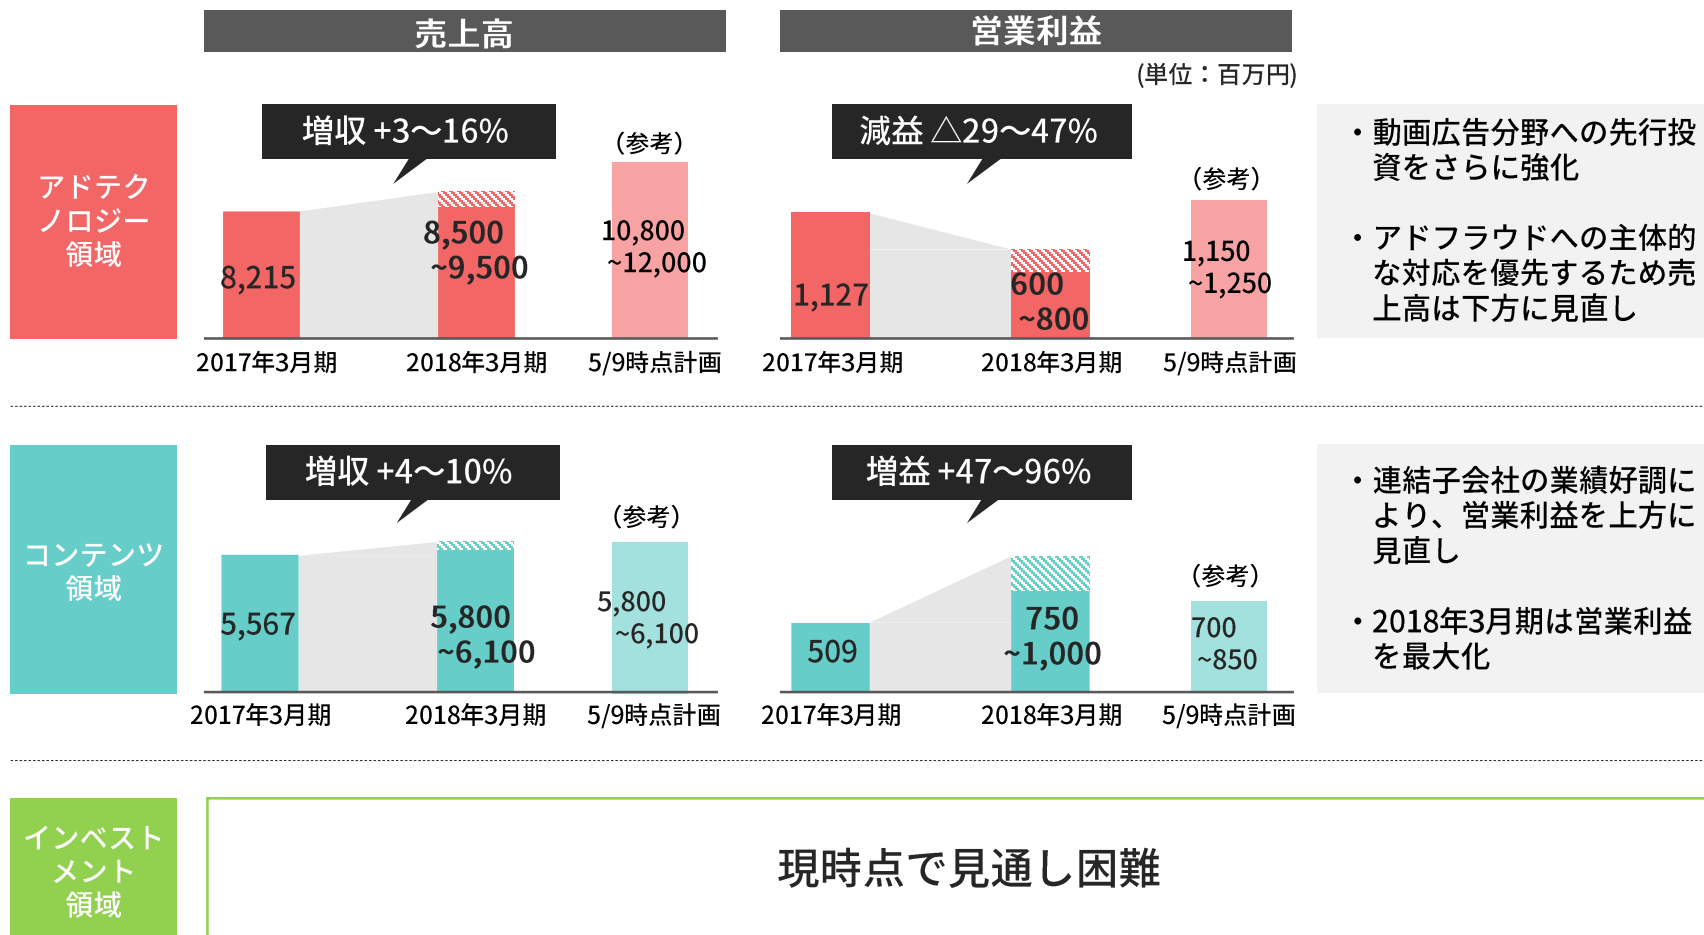 売上高
営業利益
(単位：百万円)
アドテク
ノロジー
領域
増収 +3～16%
(参考)
8,215
8,500
~9,500
10,800
~12,000
2017年3月期
2018年3月期
5/9時点計画
減益 △29～47%
(参考)
1,127
600
~800
1,150
~1,250
2017年3月期
2018年3月期
5/9時点計画
・動画広告分野への先行投
資をさらに強化
・アドフラウドへの主体的
な対応を優先するため売
上高は下方に見直し
コンテンツ
領域
増収 +4～10%
(参考)
5,567
5,800
~6,100
5,800
~6,100
2017年3月期
2018年3月期
5/9時点計画
増益 +47～96%
(参考)
509
750
~1,000
700
~850
2017年3月期
2018年3月期
5/9時点計画
・連結子会社の業績好調に
より、営業利益を上方に
見直し
・2018年3月期は営業利益
を最大化
インベスト
メント
領域
現時点で見通し困難